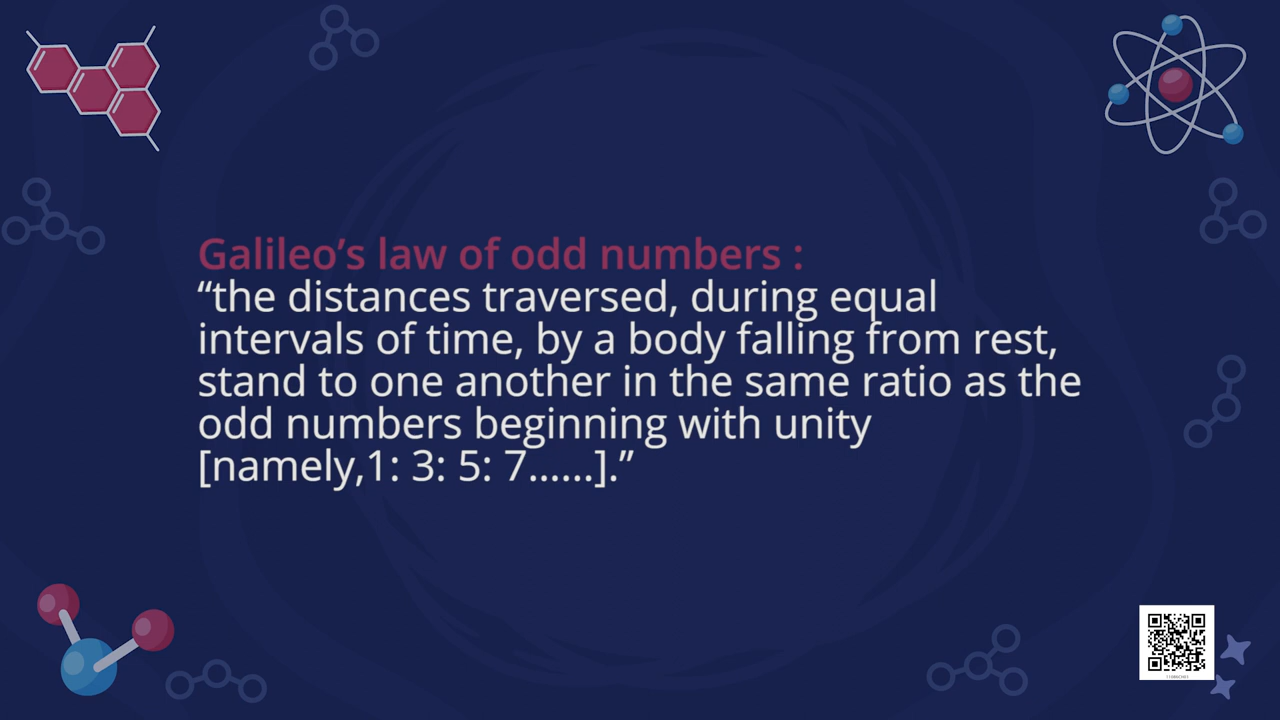 Galileo’s law of odd numbers :
“the distances traversed, during equal
intervals of time, by a body falling from rest,
stand to one another in the same ratio as the
odd numbers beginning with unity
[namely,1: 3: 5: 7......].”